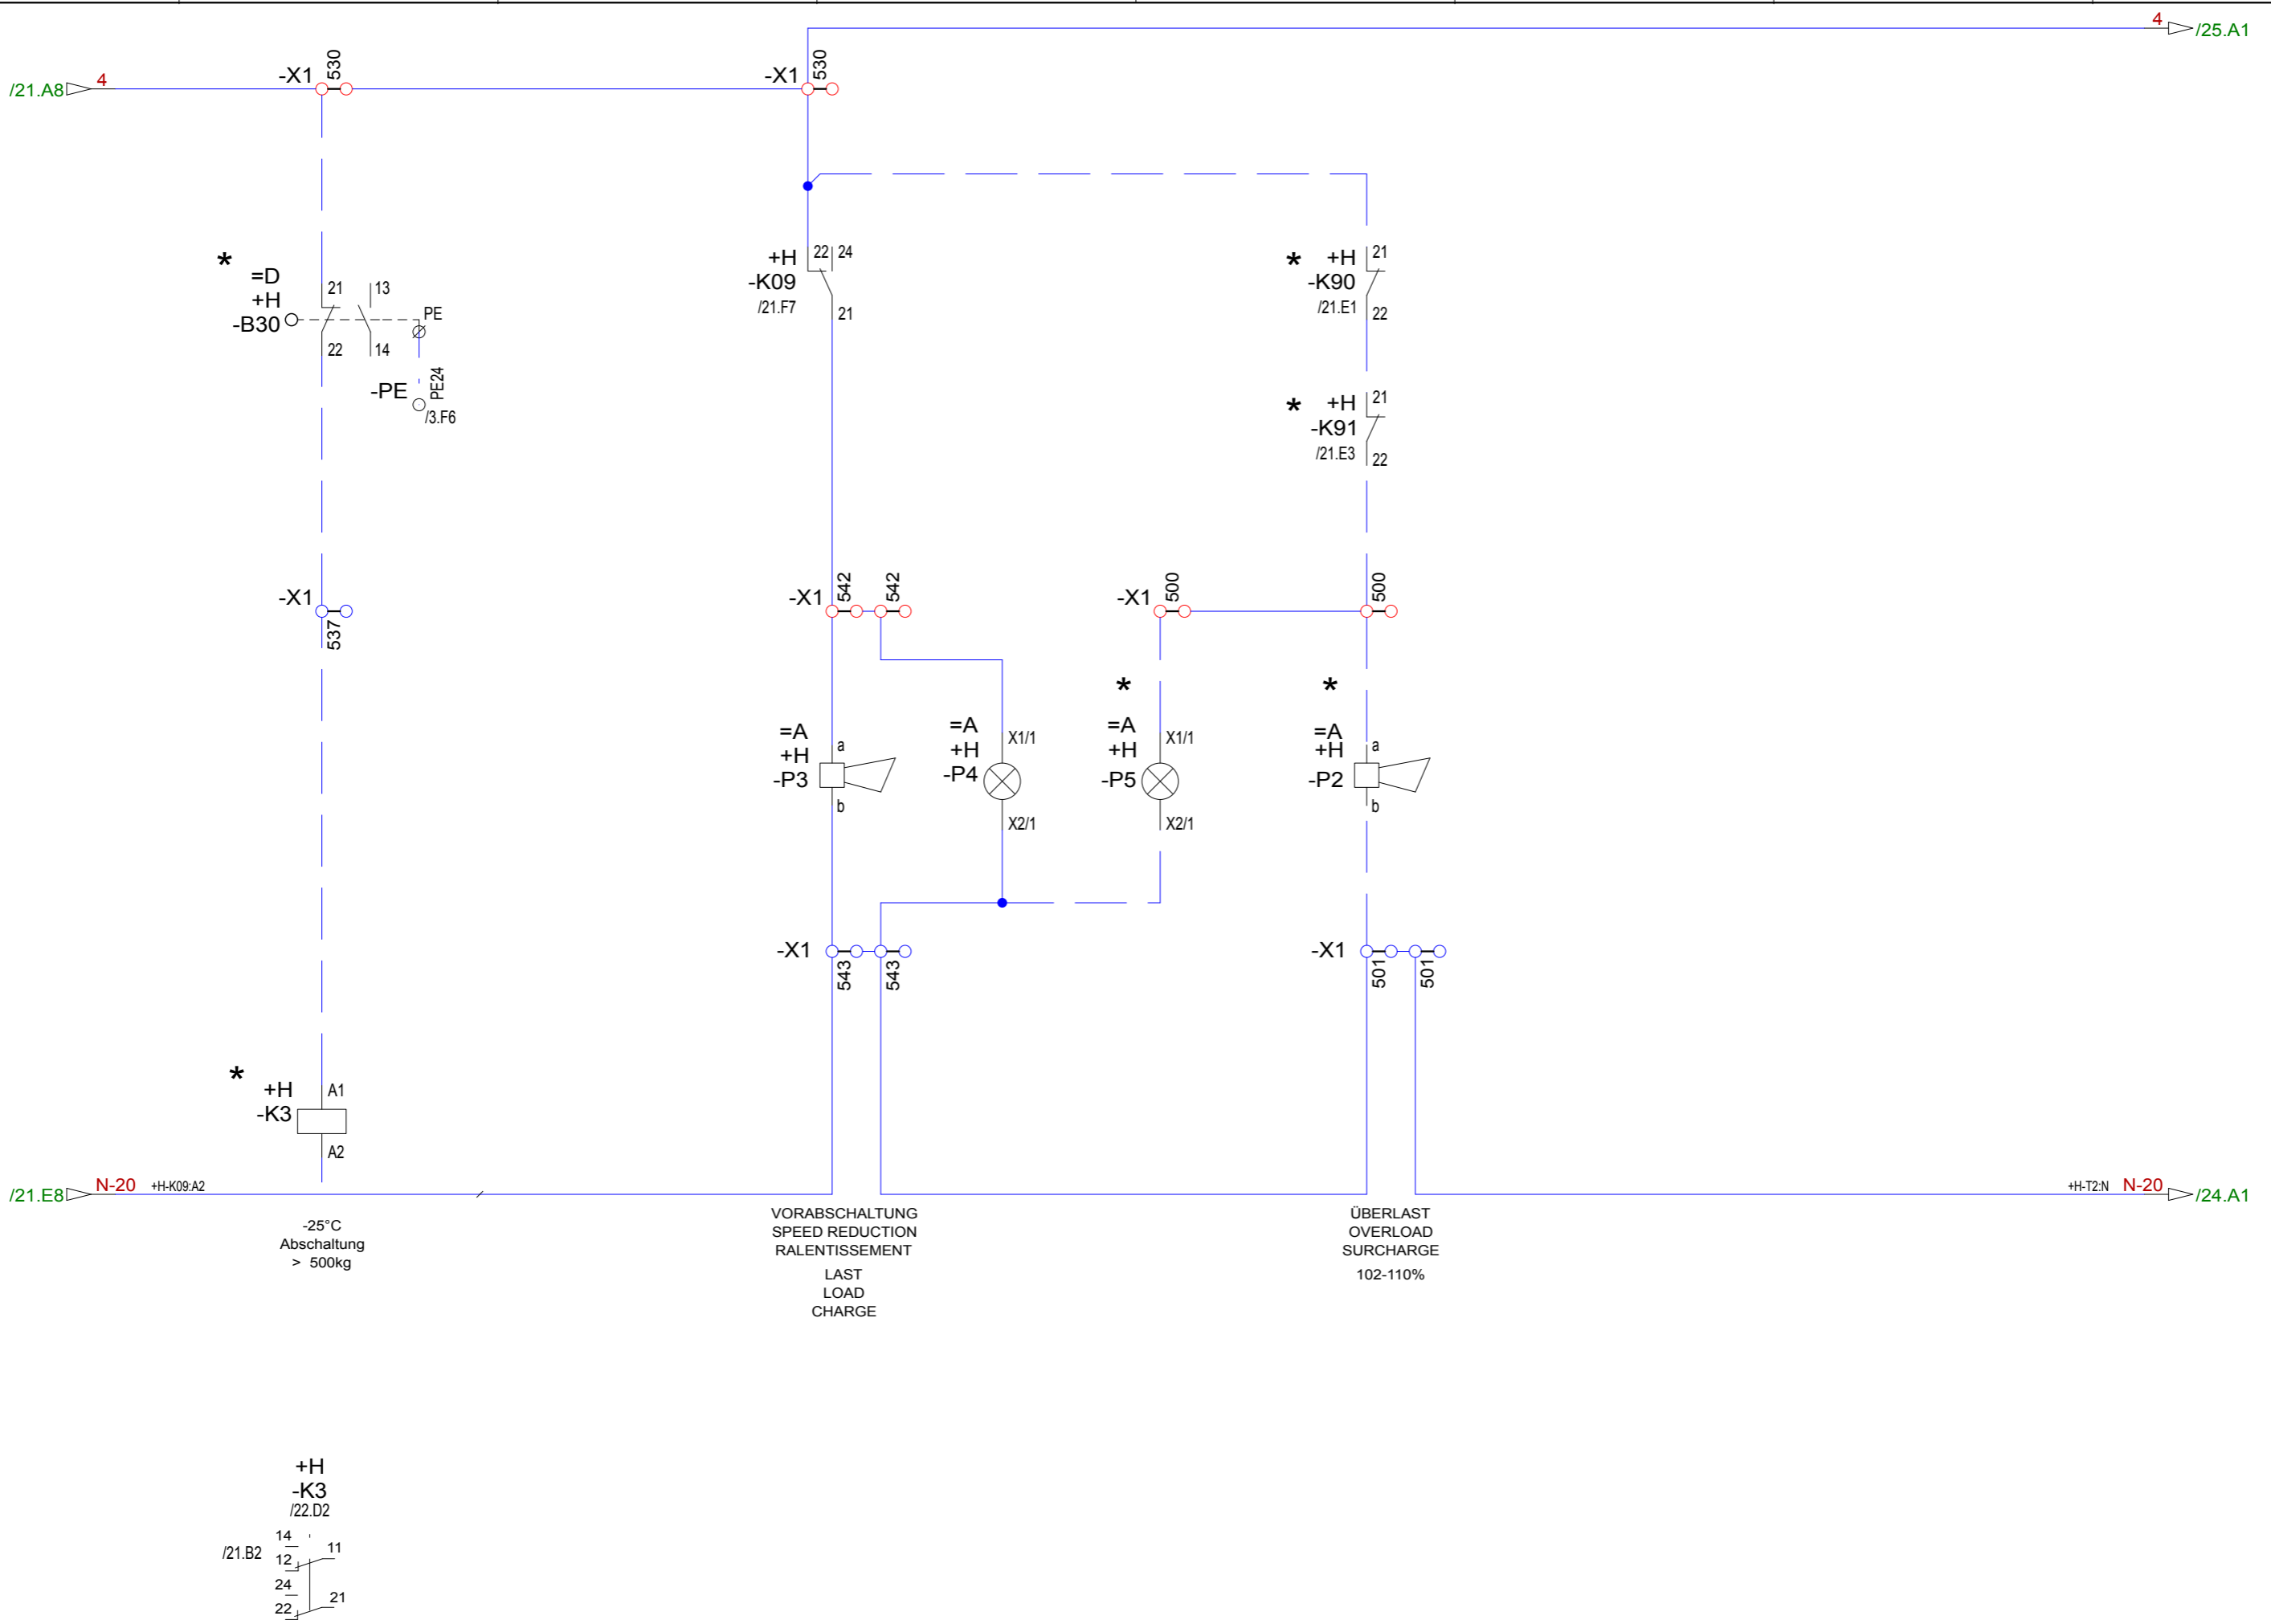 4
/25.A1
/21.A8
4
-X1
530
-X1
530
*
=D
+H
-B30
21
13
22
14
PE
-PE
PE24
/3.F6
+H
-K09
/21.F7
22
24
21
*
+H
-K90
/21.E1
21
22
*
+H
-K91
/21.E3
21
22
-X1
537
-X1
542
542
-X1
500
500
=A
+H
-P3
a
b
=A
+H
-P4
X1/1
X2/1
*
=A
+H
-P5
X1/1
X2/1
*
=A
+H
-P2
a
b
-X1
543
543
-X1
501
501
*
+H
-K3
A1
A2
/21.E8
N-20
+H-K09:A2
+H-T2:N
N-20
/24.A1
-25°C
Abschaltung
> 500kg
VORABSCHALTUNG
SPEED REDUCTION
RALENTISSEMENT
LAST
LOAD
CHARGE
ÜBERLAST
OVERLOAD
SURCHARGE
102-110%
+H
-K3
/22.D2
/21.B2
14
12
11
24
22
21